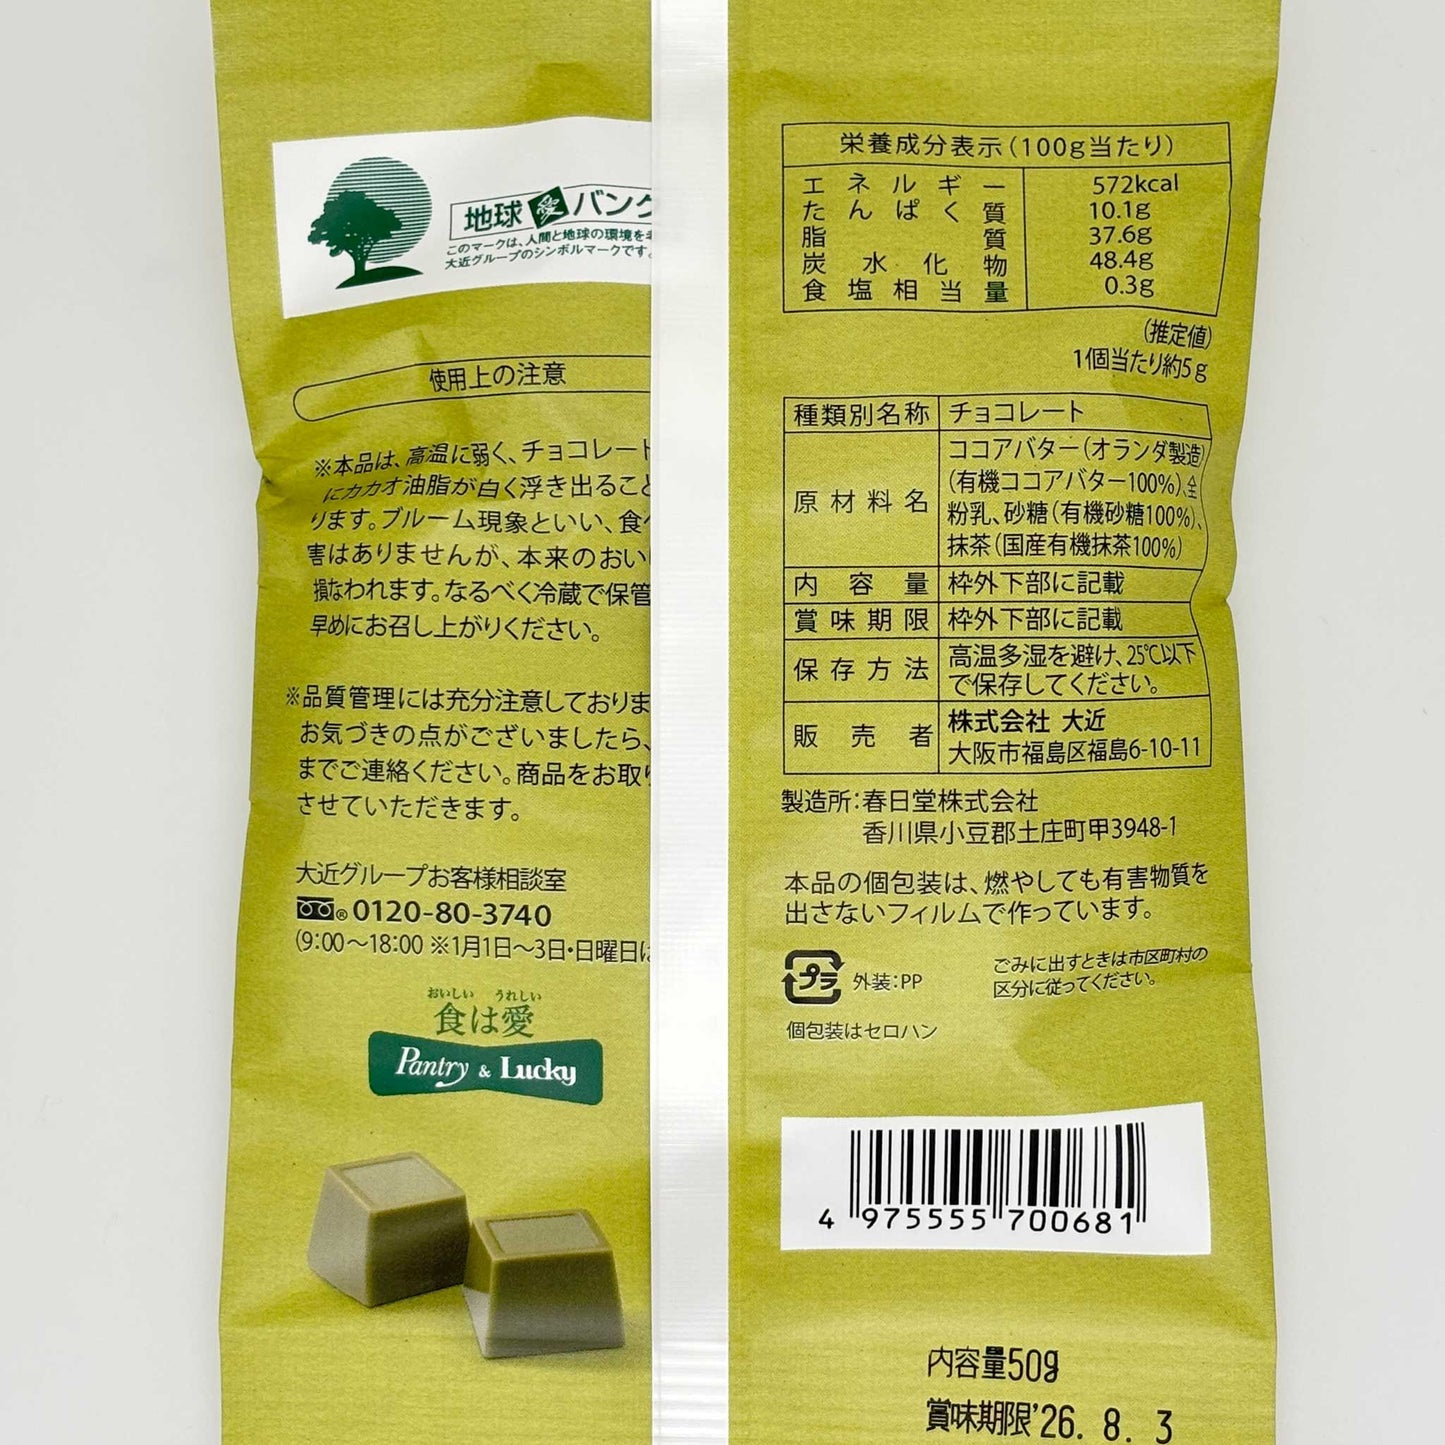 地球愛バンク
このマークは、人間と地球の環境を考
大近グループのシンボルマークです。
使用上の注意
※本品は、高温に弱く、チョコレート
にカカオ油脂が白く浮き出ること
ります。ブルーム現象といい、食べ
害はありませんが、本来のおいし
損なわれます。なるべく冷蔵で保管
早めにお召し上がりください。
※品質管理には充分注意しておりま
お気づきの点がございましたら、
までご連絡ください。商品をお取り
させていただきます。
大近グループお客様相談室
® 0120-80-3740
(9:00〜18:00 ※1月1日〜3日・日曜日は
おいしい うれしい
食は愛
Pantry & Lucky
栄養成分表示(100g当たり)
エネルギー 572kcal
たんぱく質 10.1g
脂質 37.6g
炭水化物 48.4g
食塩相当量 0.3g
(推定値)
1個当たり約5g
種類別名称 チョコレート
原材料名 ココアバター(オランダ製造)
(有機ココアバター100%)、全
粉乳、砂糖(有機砂糖100%)、
抹茶(国産有機抹茶100%)
内容量 枠外下部に記載
賞味期限 枠外下部に記載
保存方法 高温多湿を避け、25℃以下
で保存してください。
販売者 株式会社 大近
大阪市福島区福島6-10-11
製造所:春日堂株式会社
香川県小豆郡土庄町甲3948-1
本品の個包装は、燃やしても有害物質を
出さないフィルムで作っています。
プラ 外装:PP
ごみに出すときは市区町村の
区分に従ってください。
個包装はセロハン
4 975555 700681
内容量50g
賞味期限'26. 8. 3